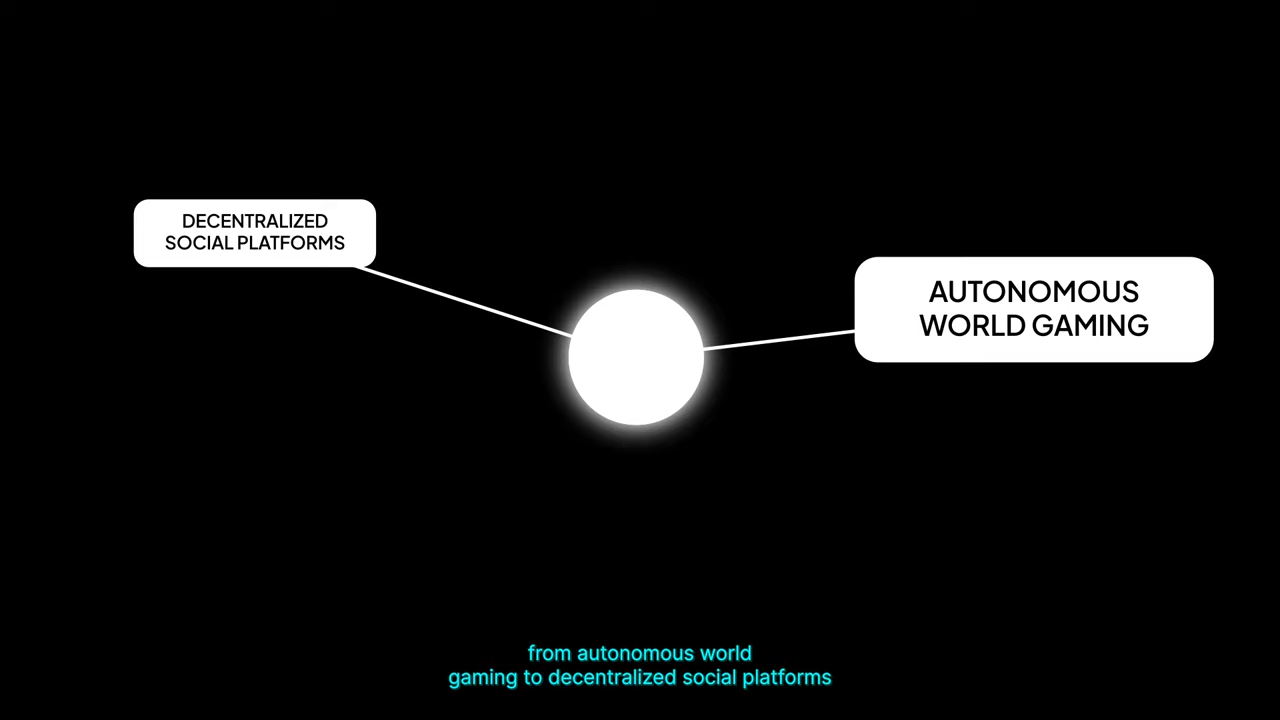 DECENTRALIZED
SOCIAL PLATFORMS
AUTONOMOUS
WORLD GAMING
from autonomous world
gaming to decentralized social platforms